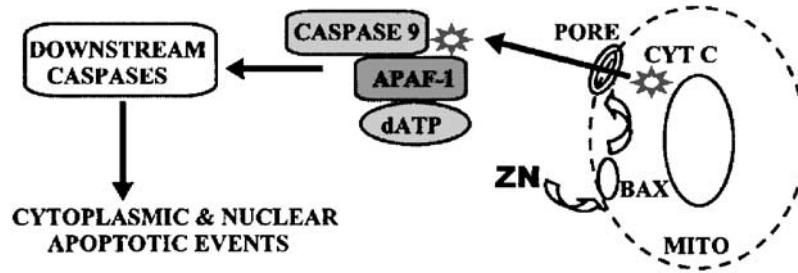 CASPASE 9
PORE
CYT C
DOWNSTREAM
CASPASES
APAF-1
dATP
ZN
BAX
CYTOPLASMIC & NUCLEAR
APOPTOTIC EVENTS
MITO